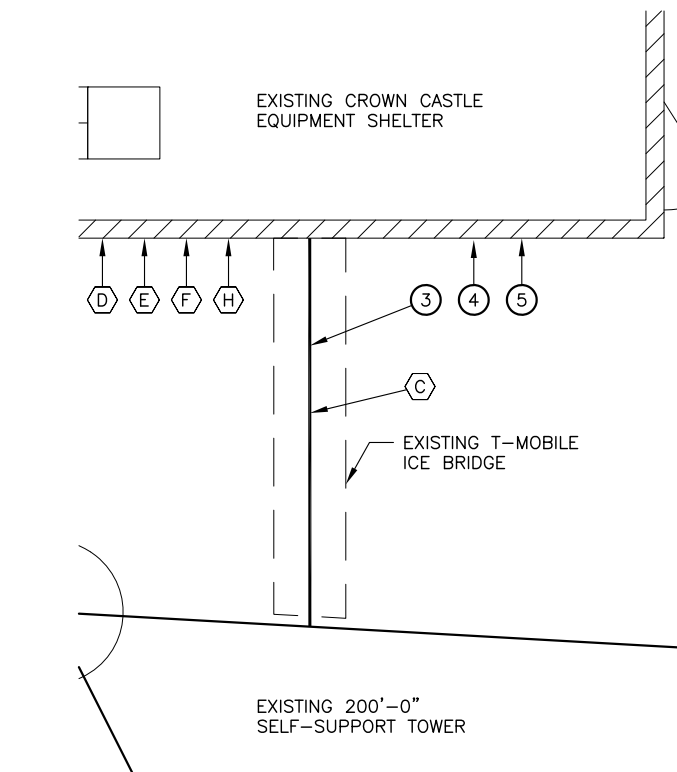 EXISTING CROWN CASTLE
EQUIPMENT SHELTER
D E F H 3 4 5
C
EXISTING T-MOBILE
ICE BRIDGE
EXISTING 200'-0"
SELF-SUPPORT TOWER